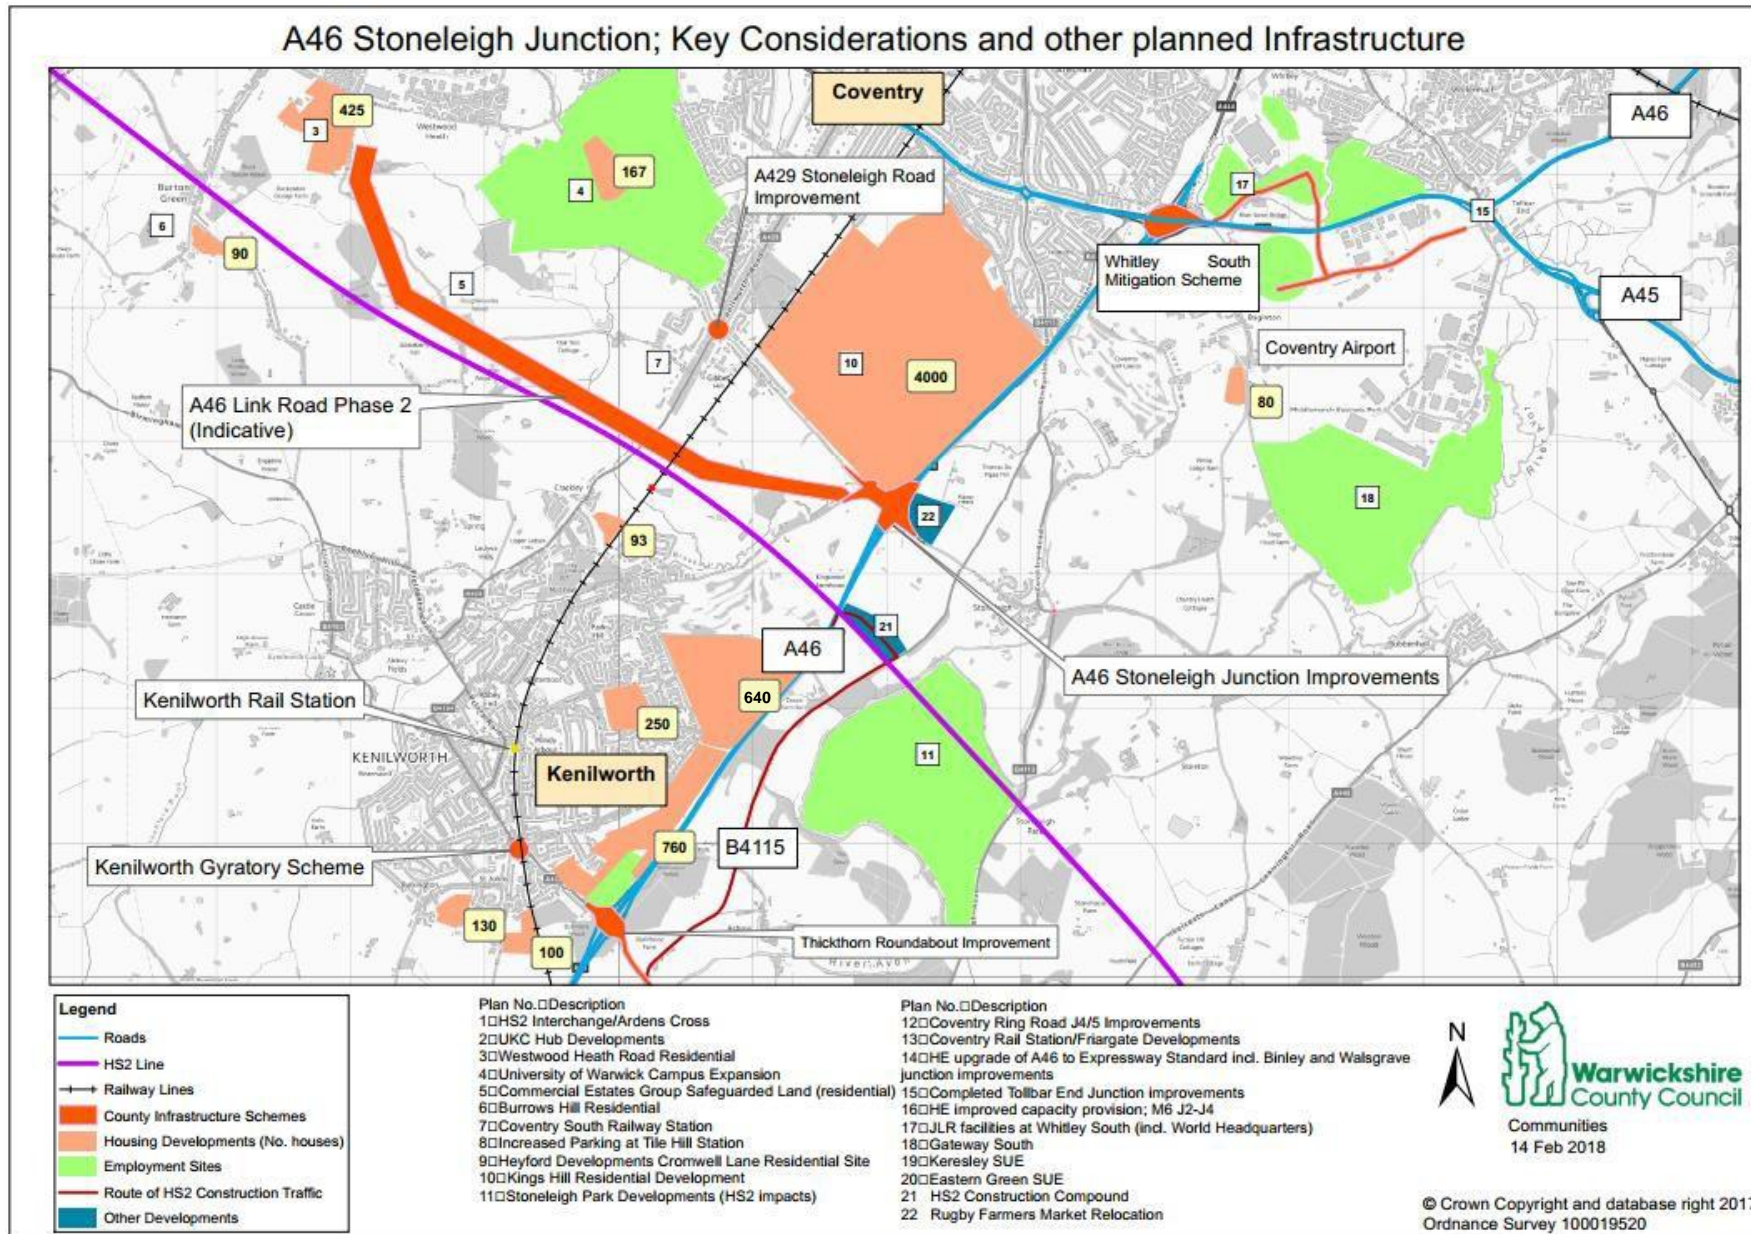 A46 Stoneleigh Junction; Key Considerations and other planned Infrastructure
Coventry
A46
425
3
Westwood
Heath
167
4
A429 Stoneleigh Road
Improvement
17
15
Burton
Green
6
90
5
Whitley South
Mitigation Scheme
A45
7
10
4000
Coventry Airport
80
A46 Link Road Phase 2
(Indicative)
18
22
93
21
A46
A46 Stoneleigh Junction Improvements
Kenilworth Rail Station
640
250
KENILWORTH
Kenilworth
11
Kenilworth Gyratory Scheme
760
B4115
130
100
Thickthorn Roundabout Improvement
River Avon
Legend
Roads
HS2 Line
Railway Lines
County Infrastructure Schemes
Housing Developments (No. houses)
Employment Sites
Route of HS2 Construction Traffic
Other Developments
Plan No.□Description
1□HS2 Interchange/Ardens Cross
2□UKC Hub Developments
3□Westwood Heath Road Residential
4□University of Warwick Campus Expansion
5□Commercial Estates Group Safeguarded Land (residential)
6□Burrows Hill Residential
7□Coventry South Railway Station
8□Increased Parking at Tile Hill Station
9□Heyford Developments Cromwell Lane Residential Site
10□Kings Hill Residential Development
11□Stoneleigh Park Developments (HS2 impacts)
Plan No.□Description
12□Coventry Ring Road J4/5 Improvements
13□Coventry Rail Station/Friargate Developments
14□HE upgrade of A46 to Expressway Standard incl. Binley and Walsgrave
junction improvements
15□Completed Tollbar End Junction improvements
16□HE improved capacity provision; M6 J2-J4
17□JLR facilities at Whitley South (incl. World Headquarters)
18□Gateway South
19□Keresley SUE
20□Eastern Green SUE
21 HS2 Construction Compound
22 Rugby Farmers Market Relocation
N
Warwickshire
County Council
Communities
14 Feb 2018
© Crown Copyright and database right 2017
Ordnance Survey 100019520